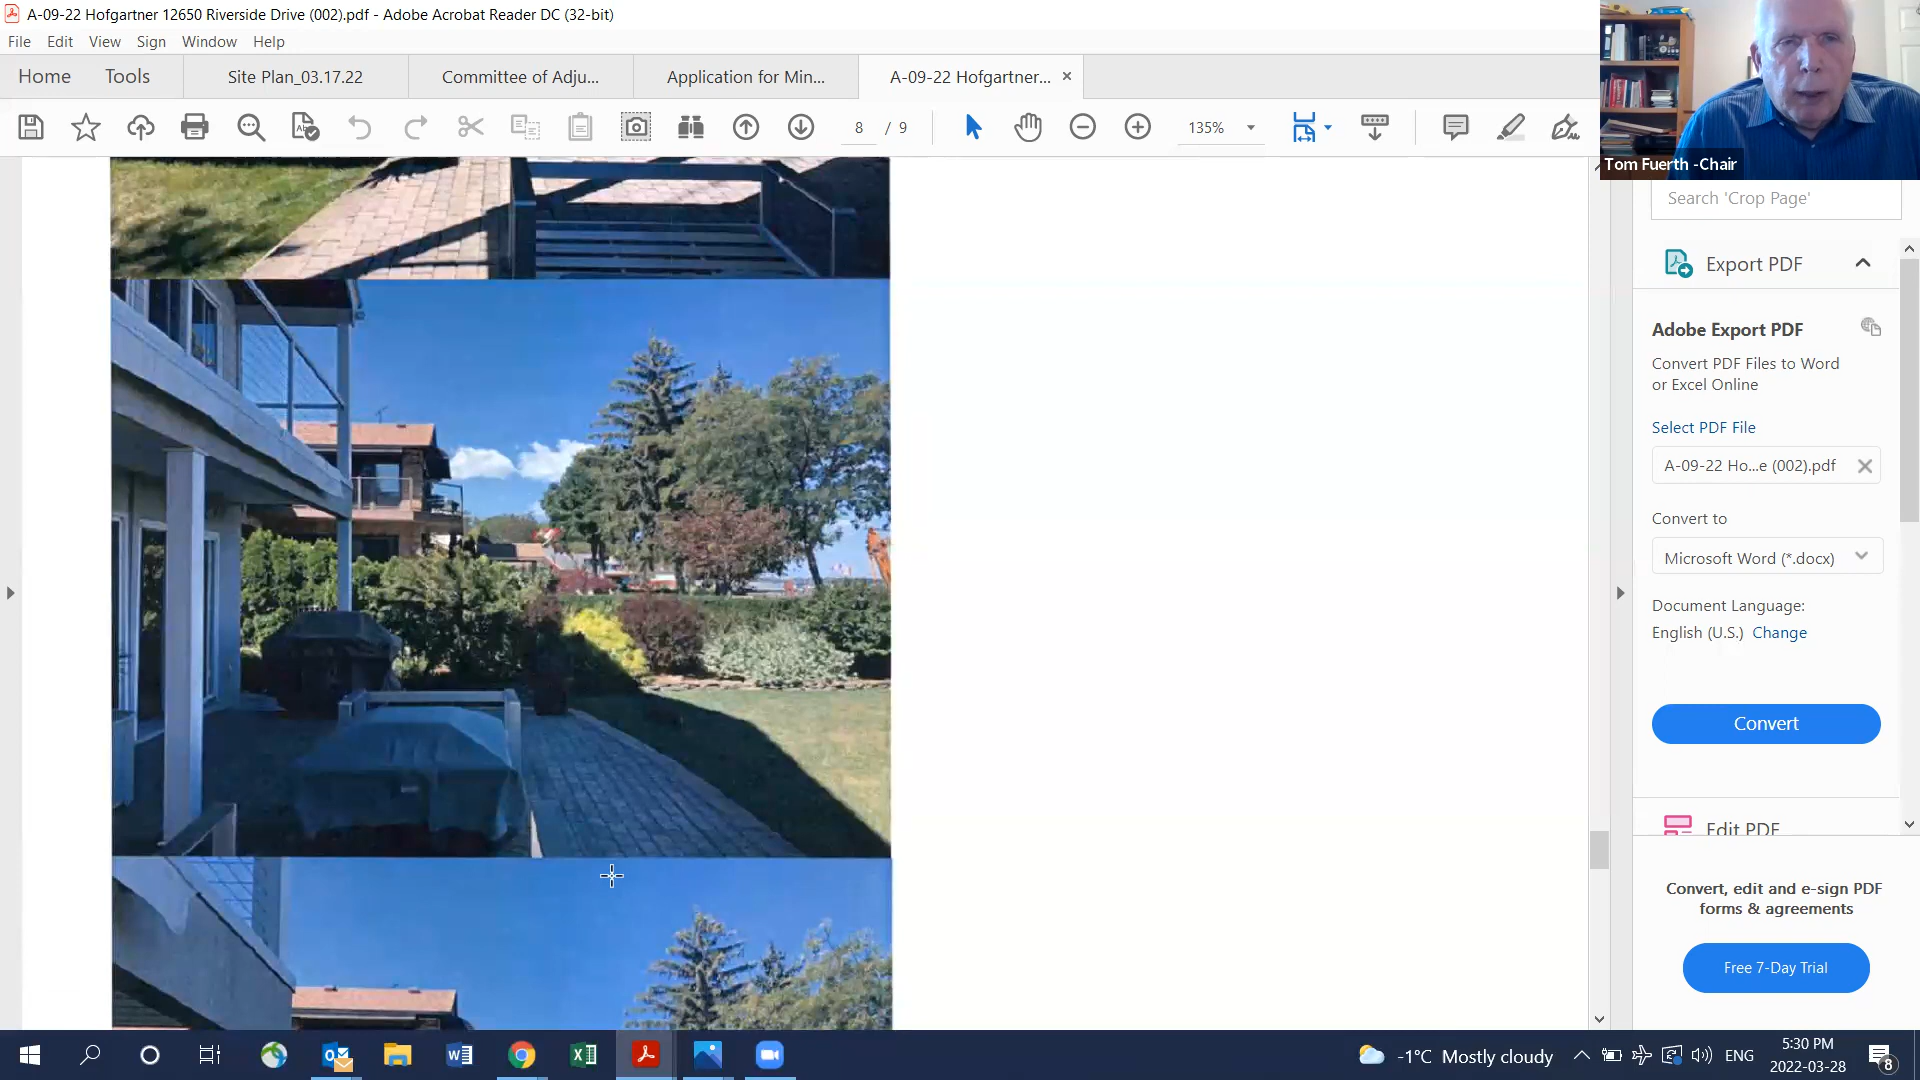 A-09-22 Hofgartner 12650 Riverside Drive (002).pdf - Adobe Acrobat Reader DC (32-bit)
File Edit View Sign Window Help
Home Tools Site Plan_03.17.22 Committee of Adju... Application for Min... A-09-22 Hofgartner...
8 / 9 135%
Tom Fuerth -Chair
Search 'Crop Page'
Export PDF
Adobe Export PDF
Convert PDF Files to Word
or Excel Online
Select PDF File
A-09-22 Ho...e (002).pdf
Convert to
Microsoft Word (*.docx)
Document Language:
English (U.S.) Change
Convert
Edit PDF
Convert, edit and e-sign PDF
forms & agreements
Free 7-Day Trial
-1°C Mostly cloudy
ENG
5:30 PM
2022-03-28
8